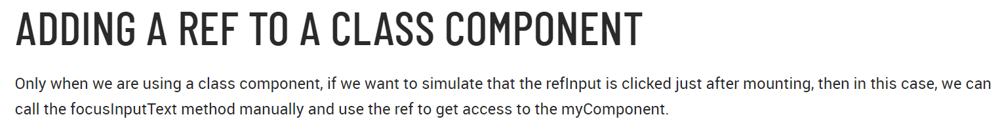 ADDING A REF TO A CLASS COMPONENT
Only when we are using a class component, if we want to simulate that the refInput is clicked just after mounting, then in this case, we can
call the focusInputText method manually and use the ref to get access to the myComponent.